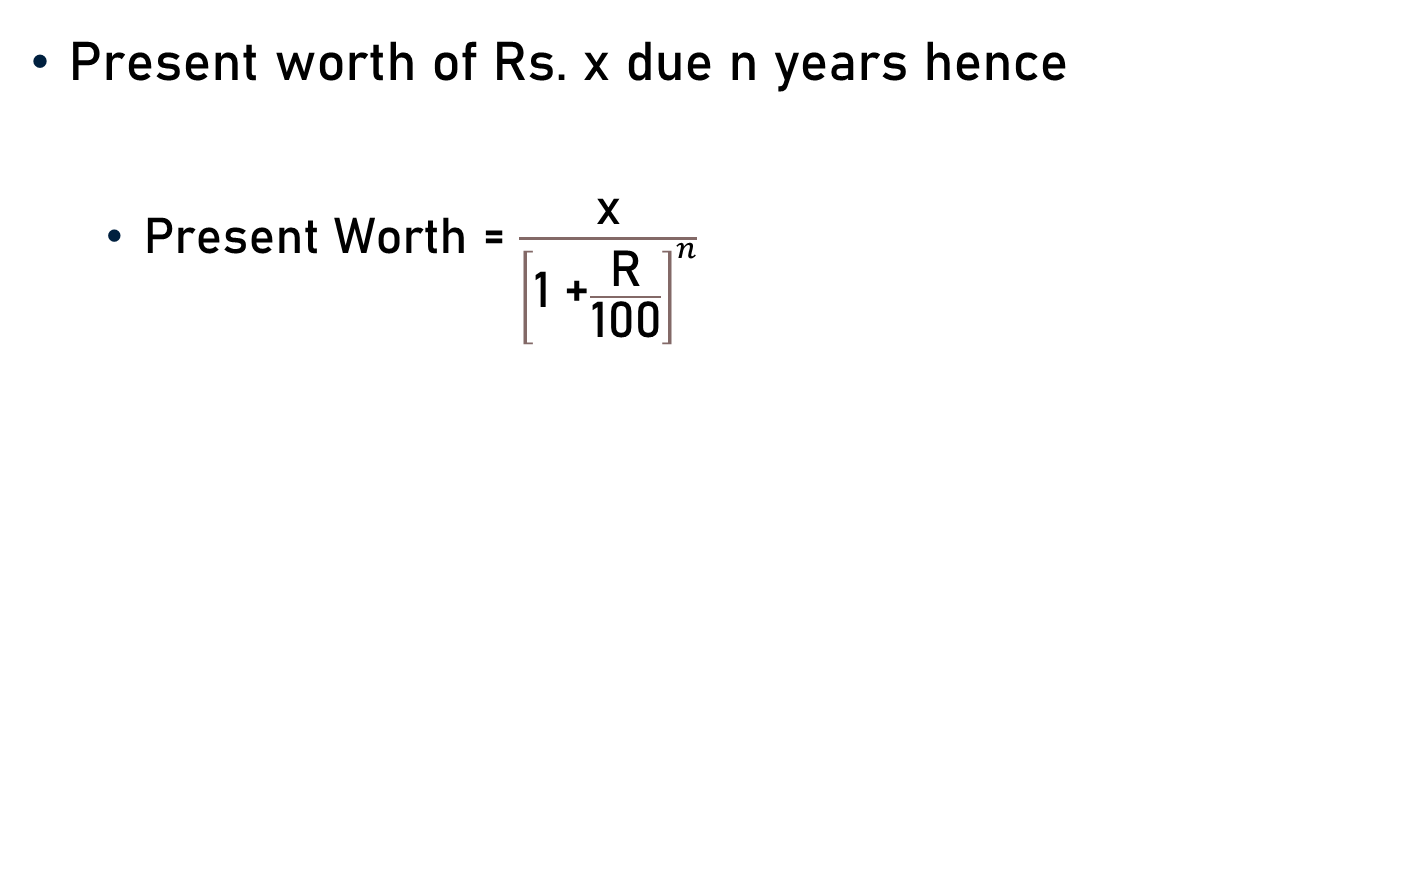 • Present worth of Rs. x due n years hence
• Present Worth = x / [1 + R/100]^n